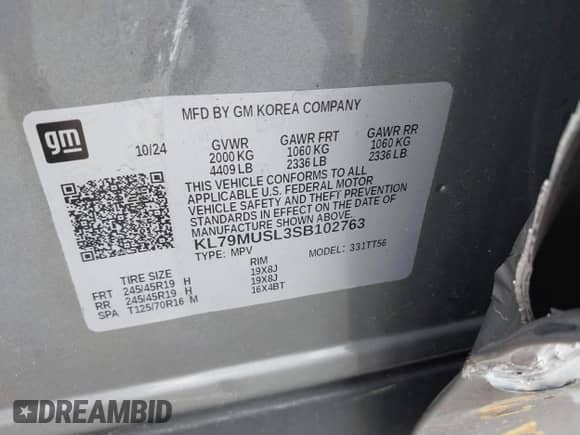 MFD BY GM KOREA COMPANY
gm
10/24
GVWR GAWR FRT GAWR RR
2000 KG 1060 KG 1060 KG
4409 LB 2336 LB 2336 LB
THIS VEHICLE CONFORMS TO ALL
APPLICABLE U.S. FEDERAL MOTOR
VEHICLE SAFETY AND THEFT PREVENTION
STANDARDS IN EFFECT ON THE DATE OF
MANUFACTURE SHOWN ABOVE.
KL79MUSL3SB102763
TYPE: MPV MODEL: 331TT56
TIRE SIZE RIM
FRT 245/45R19 H 19X8J
RR 245/45R19 H 19X8J
SPA T125/70R16 M 16X4BT
DREAMBID